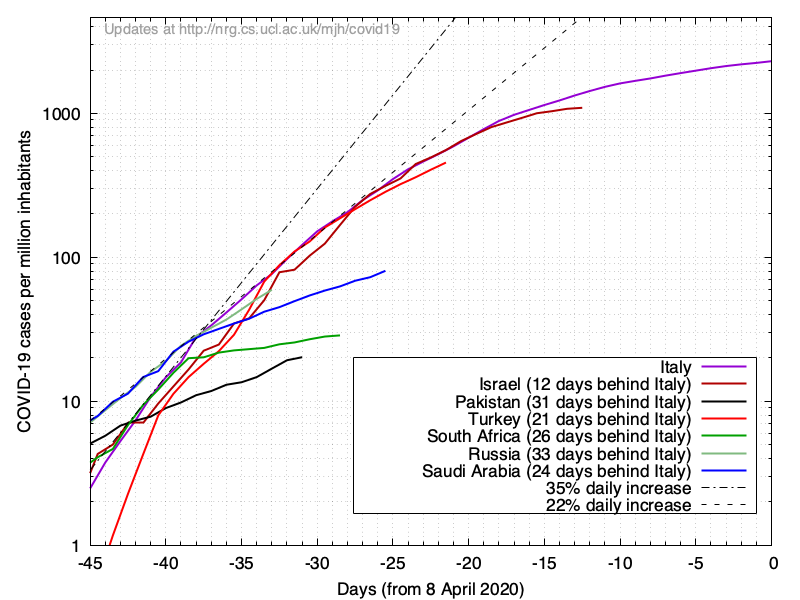 Updates at http://nrg.cs.ucl.ac.uk/mjh/covid19
COVID-19 cases per million inhabitants
1000
100
10
1
Italy
Israel (12 days behind Italy)
Pakistan (31 days behind Italy)
Turkey (21 days behind Italy)
South Africa (26 days behind Italy)
Russia (33 days behind Italy)
Saudi Arabia (24 days behind Italy)
35% daily increase
22% daily increase
-45 -40 -35 -30 -25 -20 -15 -10 -5 0
Days (from 8 April 2020)